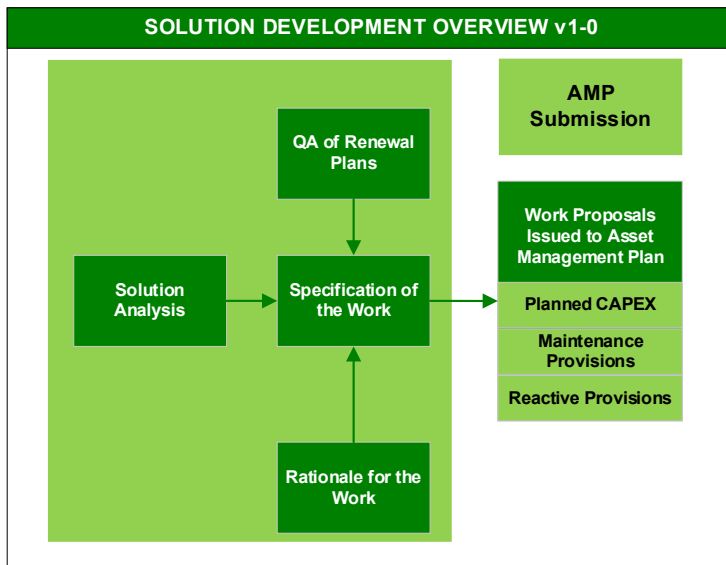 SOLUTION DEVELOPMENT OVERVIEW v1-0
AMP
Submission
QA of Renewal
Plans
Work Proposals
Issued to Asset
Management Plan
Solution
Analysis
Specification of
the Work
Planned CAPEX
Maintenance
Provisions
Reactive Provisions
Rationale for the
Work